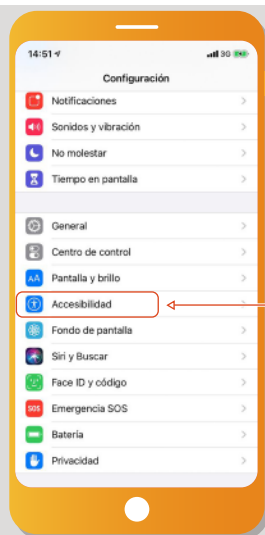 14:51
3G
Configuración
Notificaciones
Sonidos y vibración
No molestar
Tiempo en pantalla
General
Centro de control
AA Pantalla y brillo
Accesibilidad
Fondo de pantalla
Siri y Buscar
Face ID y código
SOS Emergencia SOS
Batería
Privacidad